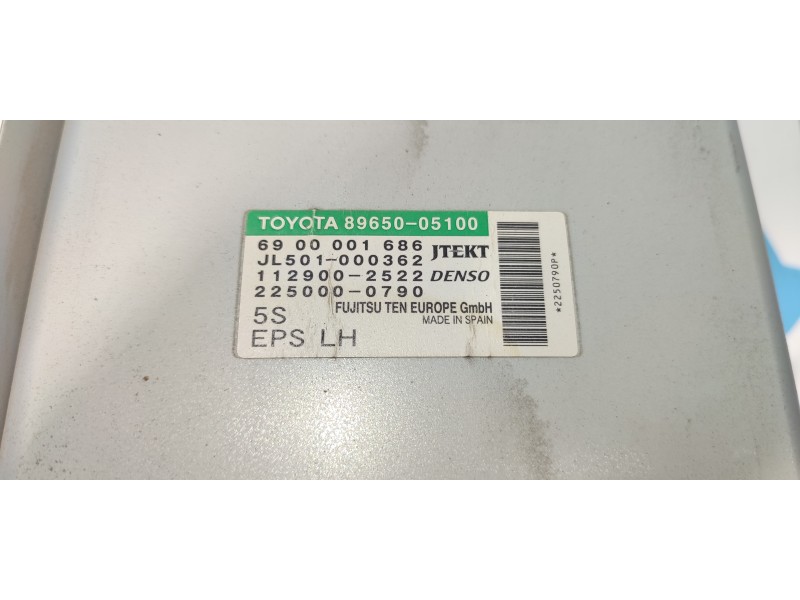 TOYOTA 89650-05100
69 00 001 686 JTEKT
JL501-000362
112900-2522 DENSO
225000-0790
FUJITSU TEN EUROPE GmbH
5S MADE IN SPAIN
EPS LH
*2250790P*